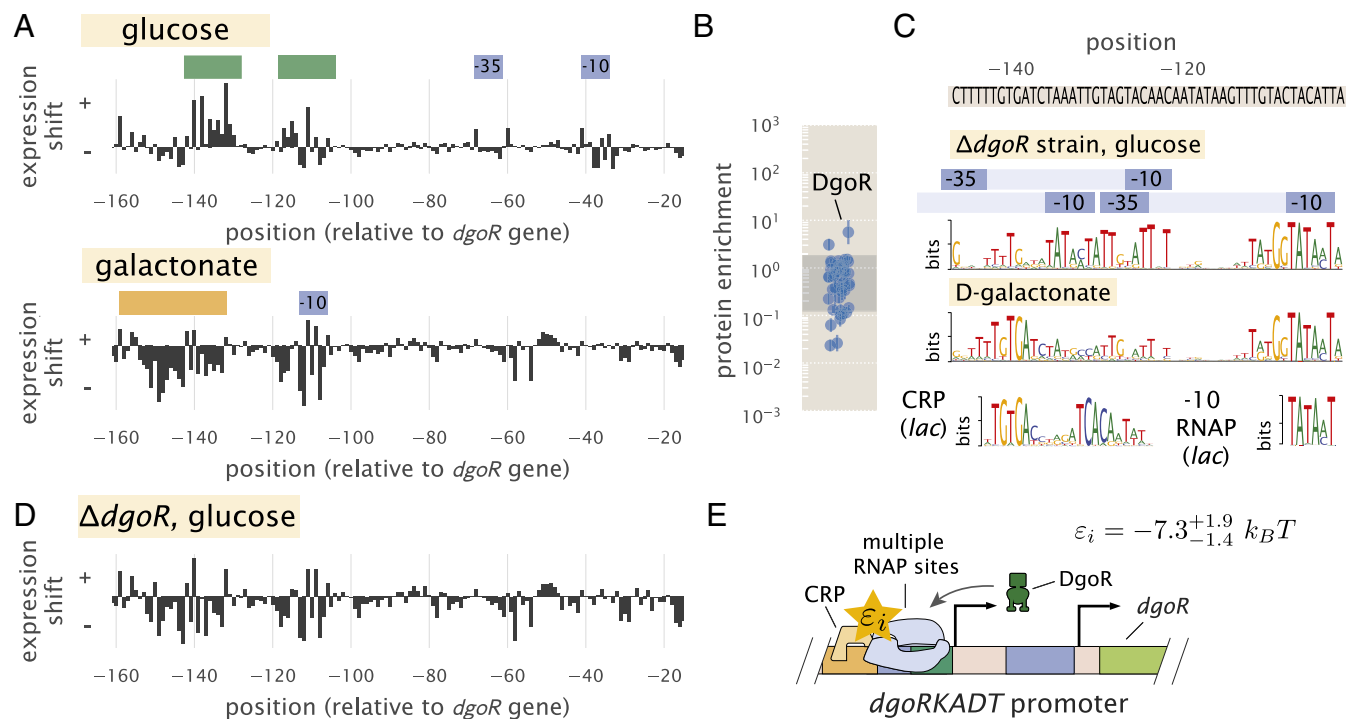 A
glucose
-35
-10
expression
shift
+
-
−160 −140 −120 −100 −80 −60 −40 −20
position (relative to dgoR gene)
galactonate
-10
expression
shift
+
-
−160 −140 −120 −100 −80 −60 −40 −20
position (relative to dgoR gene)
B
protein enrichment
10³
10²
10¹
10⁰
10⁻¹
10⁻²
10⁻³
DgoR
C
position
−140 −120
CTTTTTGTGATCTAAATTGTAGTACAACAATATAAGTTTGTACTACATTA
ΔdgoR strain, glucose
-35 -10
-10 -35 -10
bits
D-galactonate
bits
CRP
(lac)
bits
-10
RNAP
(lac)
bits
TATAAT
D
ΔdgoR, glucose
expression
shift
+
-
−160 −140 −120 −100 −80 −60 −40 −20
position (relative to dgoR gene)
E
εᵢ = −7.3⁺¹·⁹₋₁.₄ k_BT
multiple
RNAP sites
CRP
εᵢ
DgoR
dgoR
dgoRKADT promoter